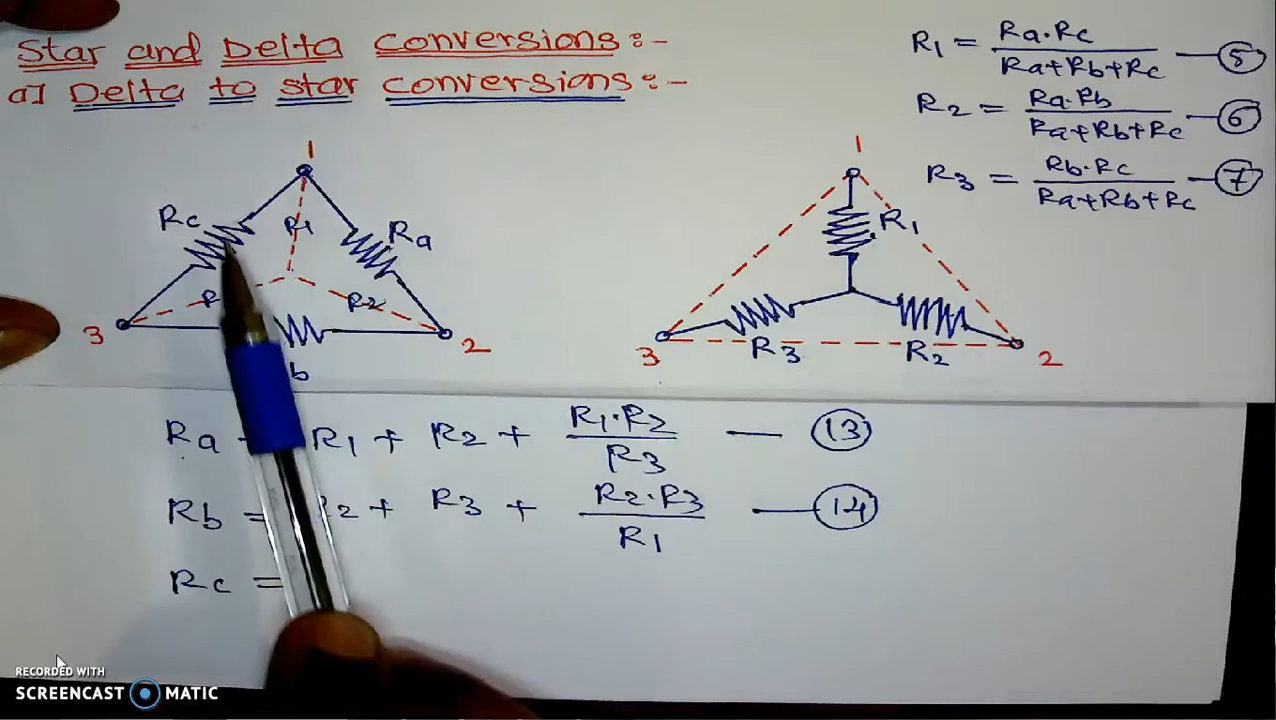 Star and Delta Conversions:-
a] Delta to star conversions:-
R1 = Ra.Rc / Ra+Rb+Rc — 5
R2 = Ra.Rb / Ra+Rb+Rc — 6
R3 = Rb.Rc / Ra+Rb+Rc — 7
1
Rc R1 Ra
R2
3 2
b
1
R1
3 R3 R2 2
Ra R1 + R2 + R1.R2 / R3 — 13
Rb = 2 + R3 + R2.R3 / R1 — 14
Rc =
RECORDED WITH
SCREENCAST MATIC